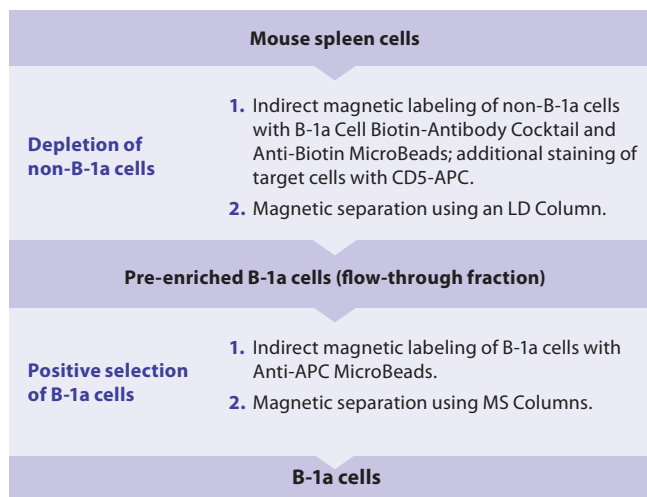 Mouse spleen cells
Depletion of
non-B-1a cells
1. Indirect magnetic labeling of non-B-1a cells
with B-1a Cell Biotin-Antibody Cocktail and
Anti-Biotin MicroBeads; additional staining of
target cells with CD5-APC.
2. Magnetic separation using an LD Column.
Pre-enriched B-1a cells (flow-through fraction)
Positive selection
of B-1a cells
1. Indirect magnetic labeling of B-1a cells with
Anti-APC MicroBeads.
2. Magnetic separation using MS Columns.
B-1a cells